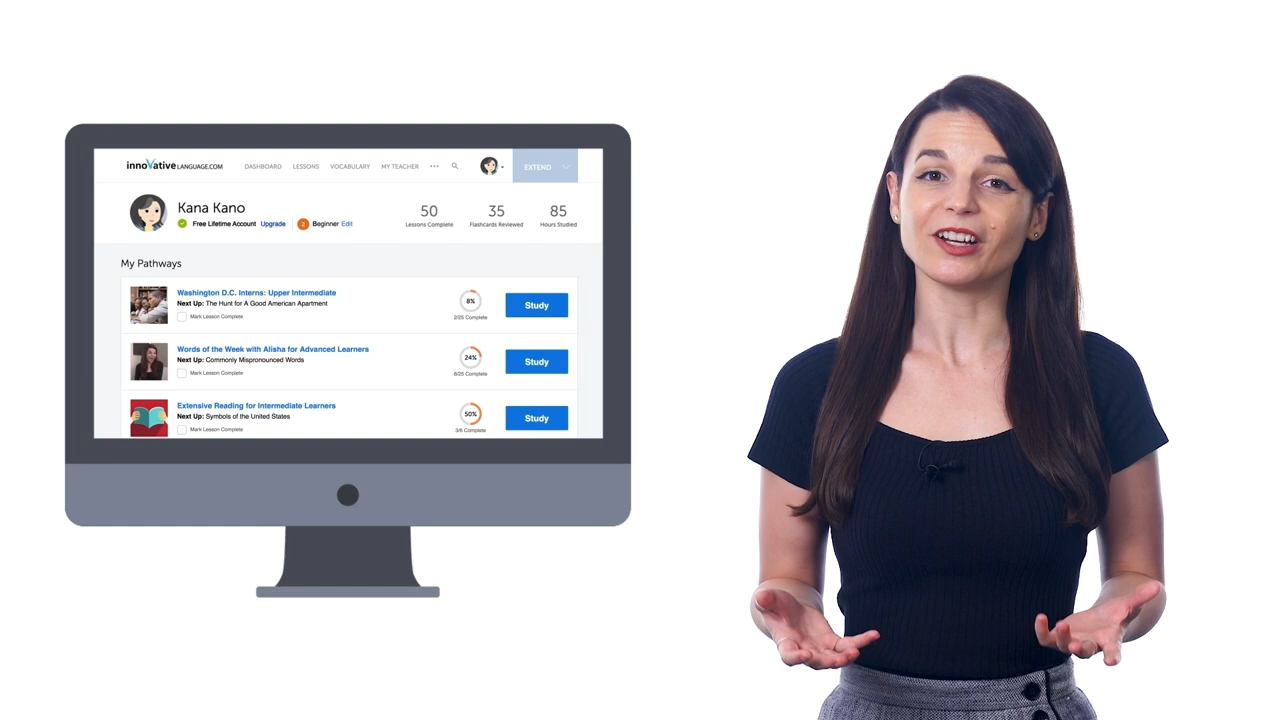 innovative LANGUAGE.COM DASHBOARD LESSONS VOCABULARY MY TEACHER ••• EXTEND
Kana Kano
Free Lifetime Account Upgrade 2 Beginner Edit
50 35 85
Lessons Complete Flashcards Reviewed Hours Studied
My Pathways
Washington D.C. Interns: Upper Intermediate
Next Up: The Hunt for A Good American Apartment
Mark Lesson Complete
8%
2/25 Complete
Study
Words of the Week with Alisha for Advanced Learners
Next Up: Commonly Mispronounced Words
Mark Lesson Complete
24%
6/25 Complete
Study
Extensive Reading for Intermediate Learners
Next Up: Symbols of the United States
Mark Lesson Complete
50%
3/6 Complete
Study